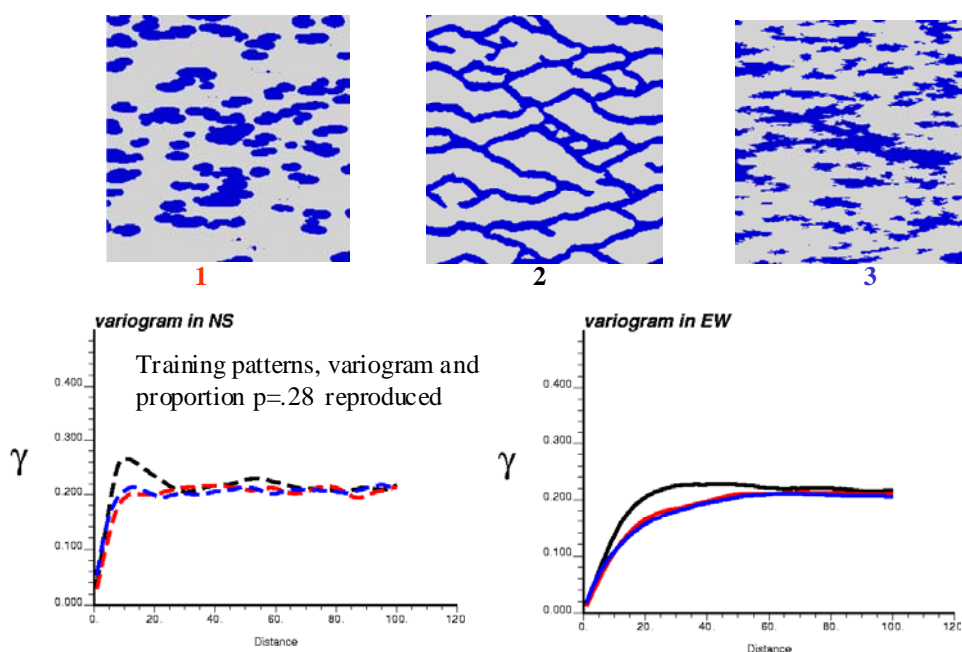 1
2
3
variogram in NS
Training patterns, variogram and
proportion p=.28 reproduced
γ
0.400
0.300
0.200
0.100
0.000
0. 20. 40. 60. 80. 100. 120
Distance
variogram in EW
γ
0.400
0.300
0.200
0.100
0.000
0. 20. 40. 60. 80. 100. 120
Distance